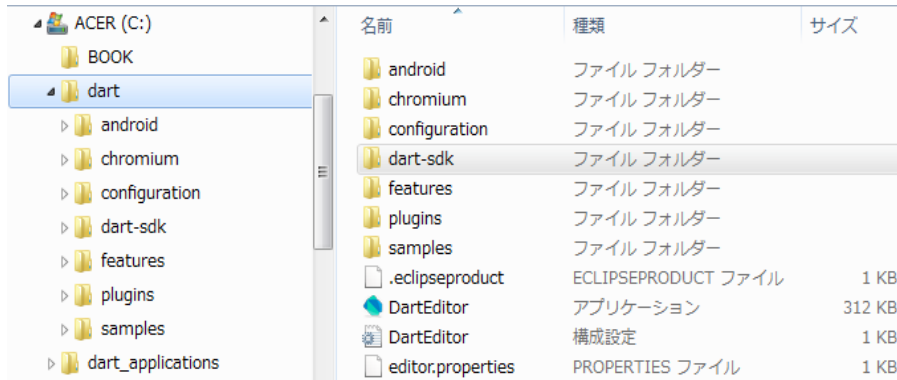 ACER (C:)
BOOK
dart
android
chromium
configuration
dart-sdk
features
plugins
samples
dart_applications
名前 種類 サイズ
android ファイル フォルダー
chromium ファイル フォルダー
configuration ファイル フォルダー
dart-sdk ファイル フォルダー
features ファイル フォルダー
plugins ファイル フォルダー
samples ファイル フォルダー
.eclipseproduct ECLIPSEPRODUCT ファイル 1 KB
DartEditor アプリケーション 312 KB
DartEditor 構成設定 1 KB
editor.properties PROPERTIES ファイル 1 KB